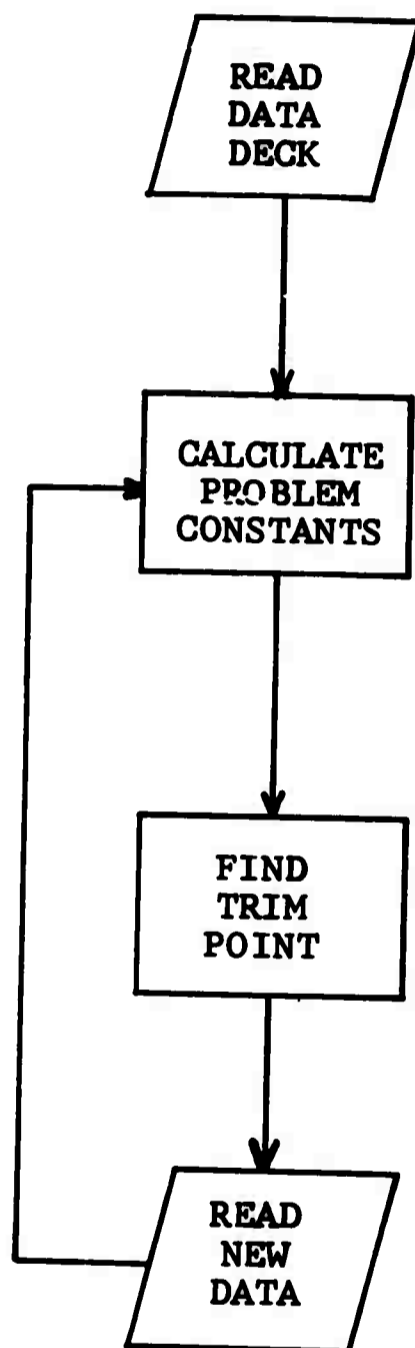 READ
DATA
DECK
CALCULATE
PROBLEM
CONSTANTS
FIND
TRIM
POINT
READ
NEW
DATA